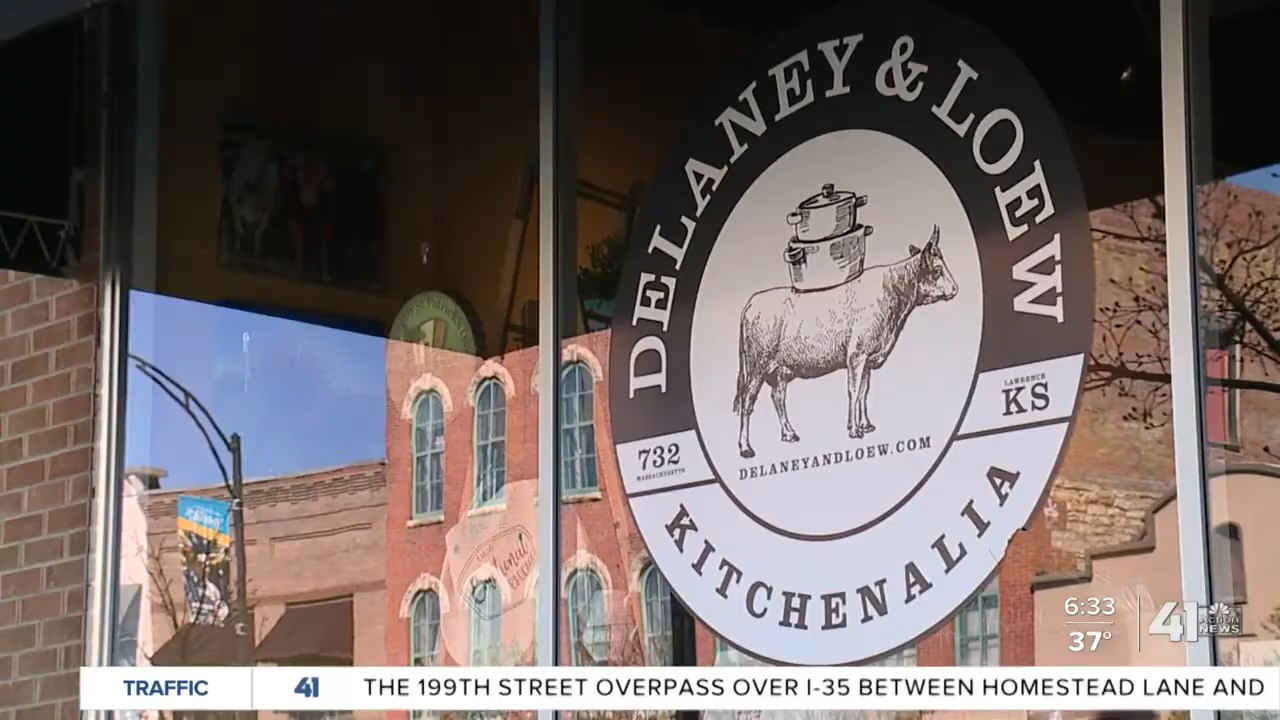 DELANEY & LOEW
732
MASSACHUSETTS
LAWRENCE
KS
DELANEYANDLOEW.COM
KITCHENALIA
6:33
37°
41
Action
NEWS
TRAFFIC
41
THE 199TH STREET OVERPASS OVER I-35 BETWEEN HOMESTEAD LANE AND